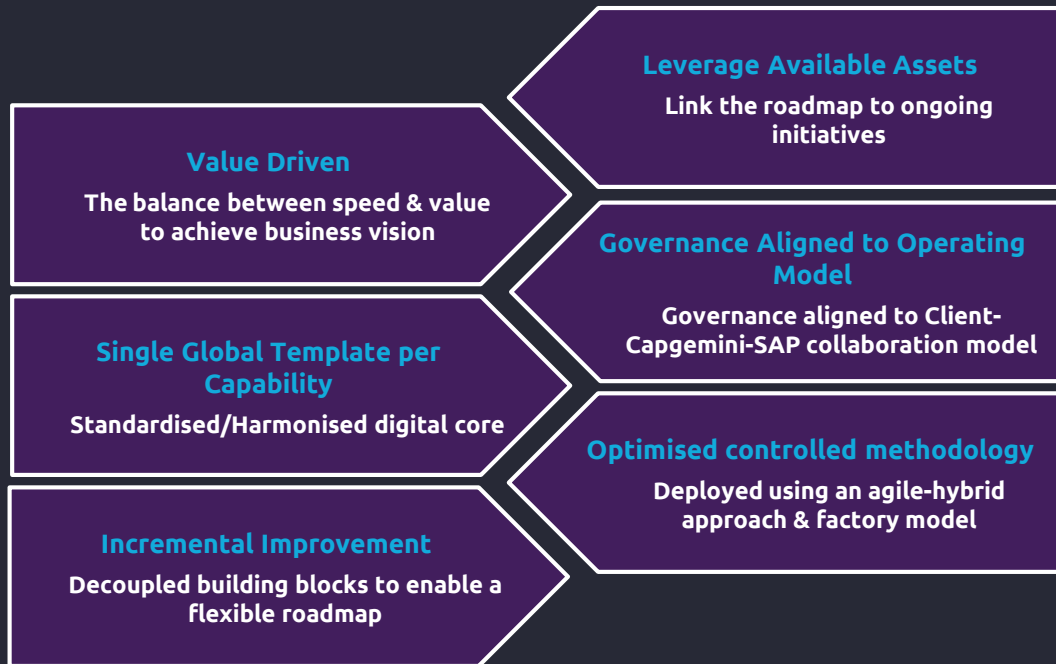 Leverage Available Assets
Link the roadmap to ongoing
initiatives
Value Driven
The balance between speed & value
to achieve business vision
Governance Aligned to Operating
Model
Governance aligned to Client-
Capgemini-SAP collaboration model
Single Global Template per
Capability
Standardised/Harmonised digital core
Optimised controlled methodology
Deployed using an agile-hybrid
approach & factory model
Incremental Improvement
Decoupled building blocks to enable a
flexible roadmap